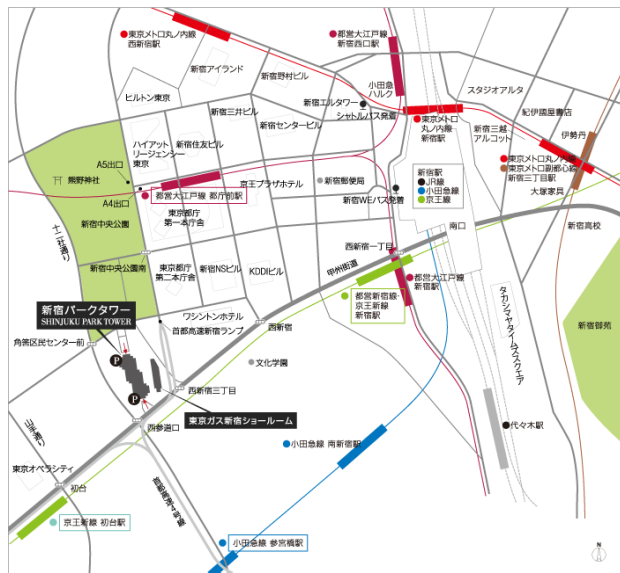 東京メトロ丸ノ内線
西新宿駅
都営大江戸線
新宿西口駅
新宿アイランド
新宿野村ビル
小田急
ハルク
スタジオアルタ
ヒルトン東京
新宿エルタワー
シャトルバス発着
紀伊國屋書店
新宿三井ビル
東京メトロ
丸ノ内線
新宿駅
新宿三越
アルコット
伊勢丹
新宿センタービル
ハイアット
リージェンシー
東京
新宿住友ビル
A5出口
東京メトロ丸ノ内線
東京メトロ副都心線
新宿三丁目駅
新宿駅
JR線
小田急線
京王線
熊野神社
京王プラザホテル
新宿郵便局
大塚家具
A4出口
都営大江戸線 都庁前駅
新宿WEバス発着
東京都庁
第一本庁舎
新宿中央公園
南口
新宿高校
十二社通り
西新宿一丁目
新宿中央公園南
東京都庁
第二本庁舎
新宿NSビル
KDDIビル
甲州街道
都営大江戸線
新宿駅
都営新宿線・
京王新線
新宿駅
新宿パークタワー
SHINJUKU PARK TOWER
ワシントンホテル
首都高速新宿ランプ
西新宿
タカシマヤタイムズスクエア
新宿御苑
角筈区民センター前
文化学園
P
西新宿三丁目
P
東京ガス新宿ショールーム
代々木駅
山手通り
西参道口
小田急線 南新宿駅
東京オペラシティ
初台
首都高速4号線
京王新線 初台駅
小田急線 参宮橋駅
N